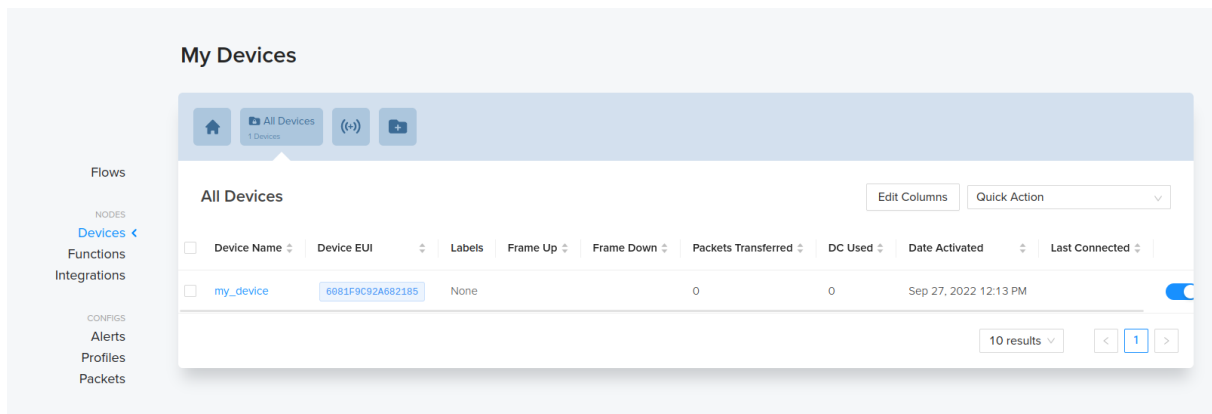 My Devices
All Devices
1 Devices
Flows
NODES
Devices
Functions
Integrations
CONFIGS
Alerts
Profiles
Packets
All Devices
Edit Columns
Quick Action
Device Name Device EUI Labels Frame Up Frame Down Packets Transferred DC Used Date Activated Last Connected
my_device 6081F9C92A682185 None 0 0 Sep 27, 2022 12:13 PM
10 results < 1 >